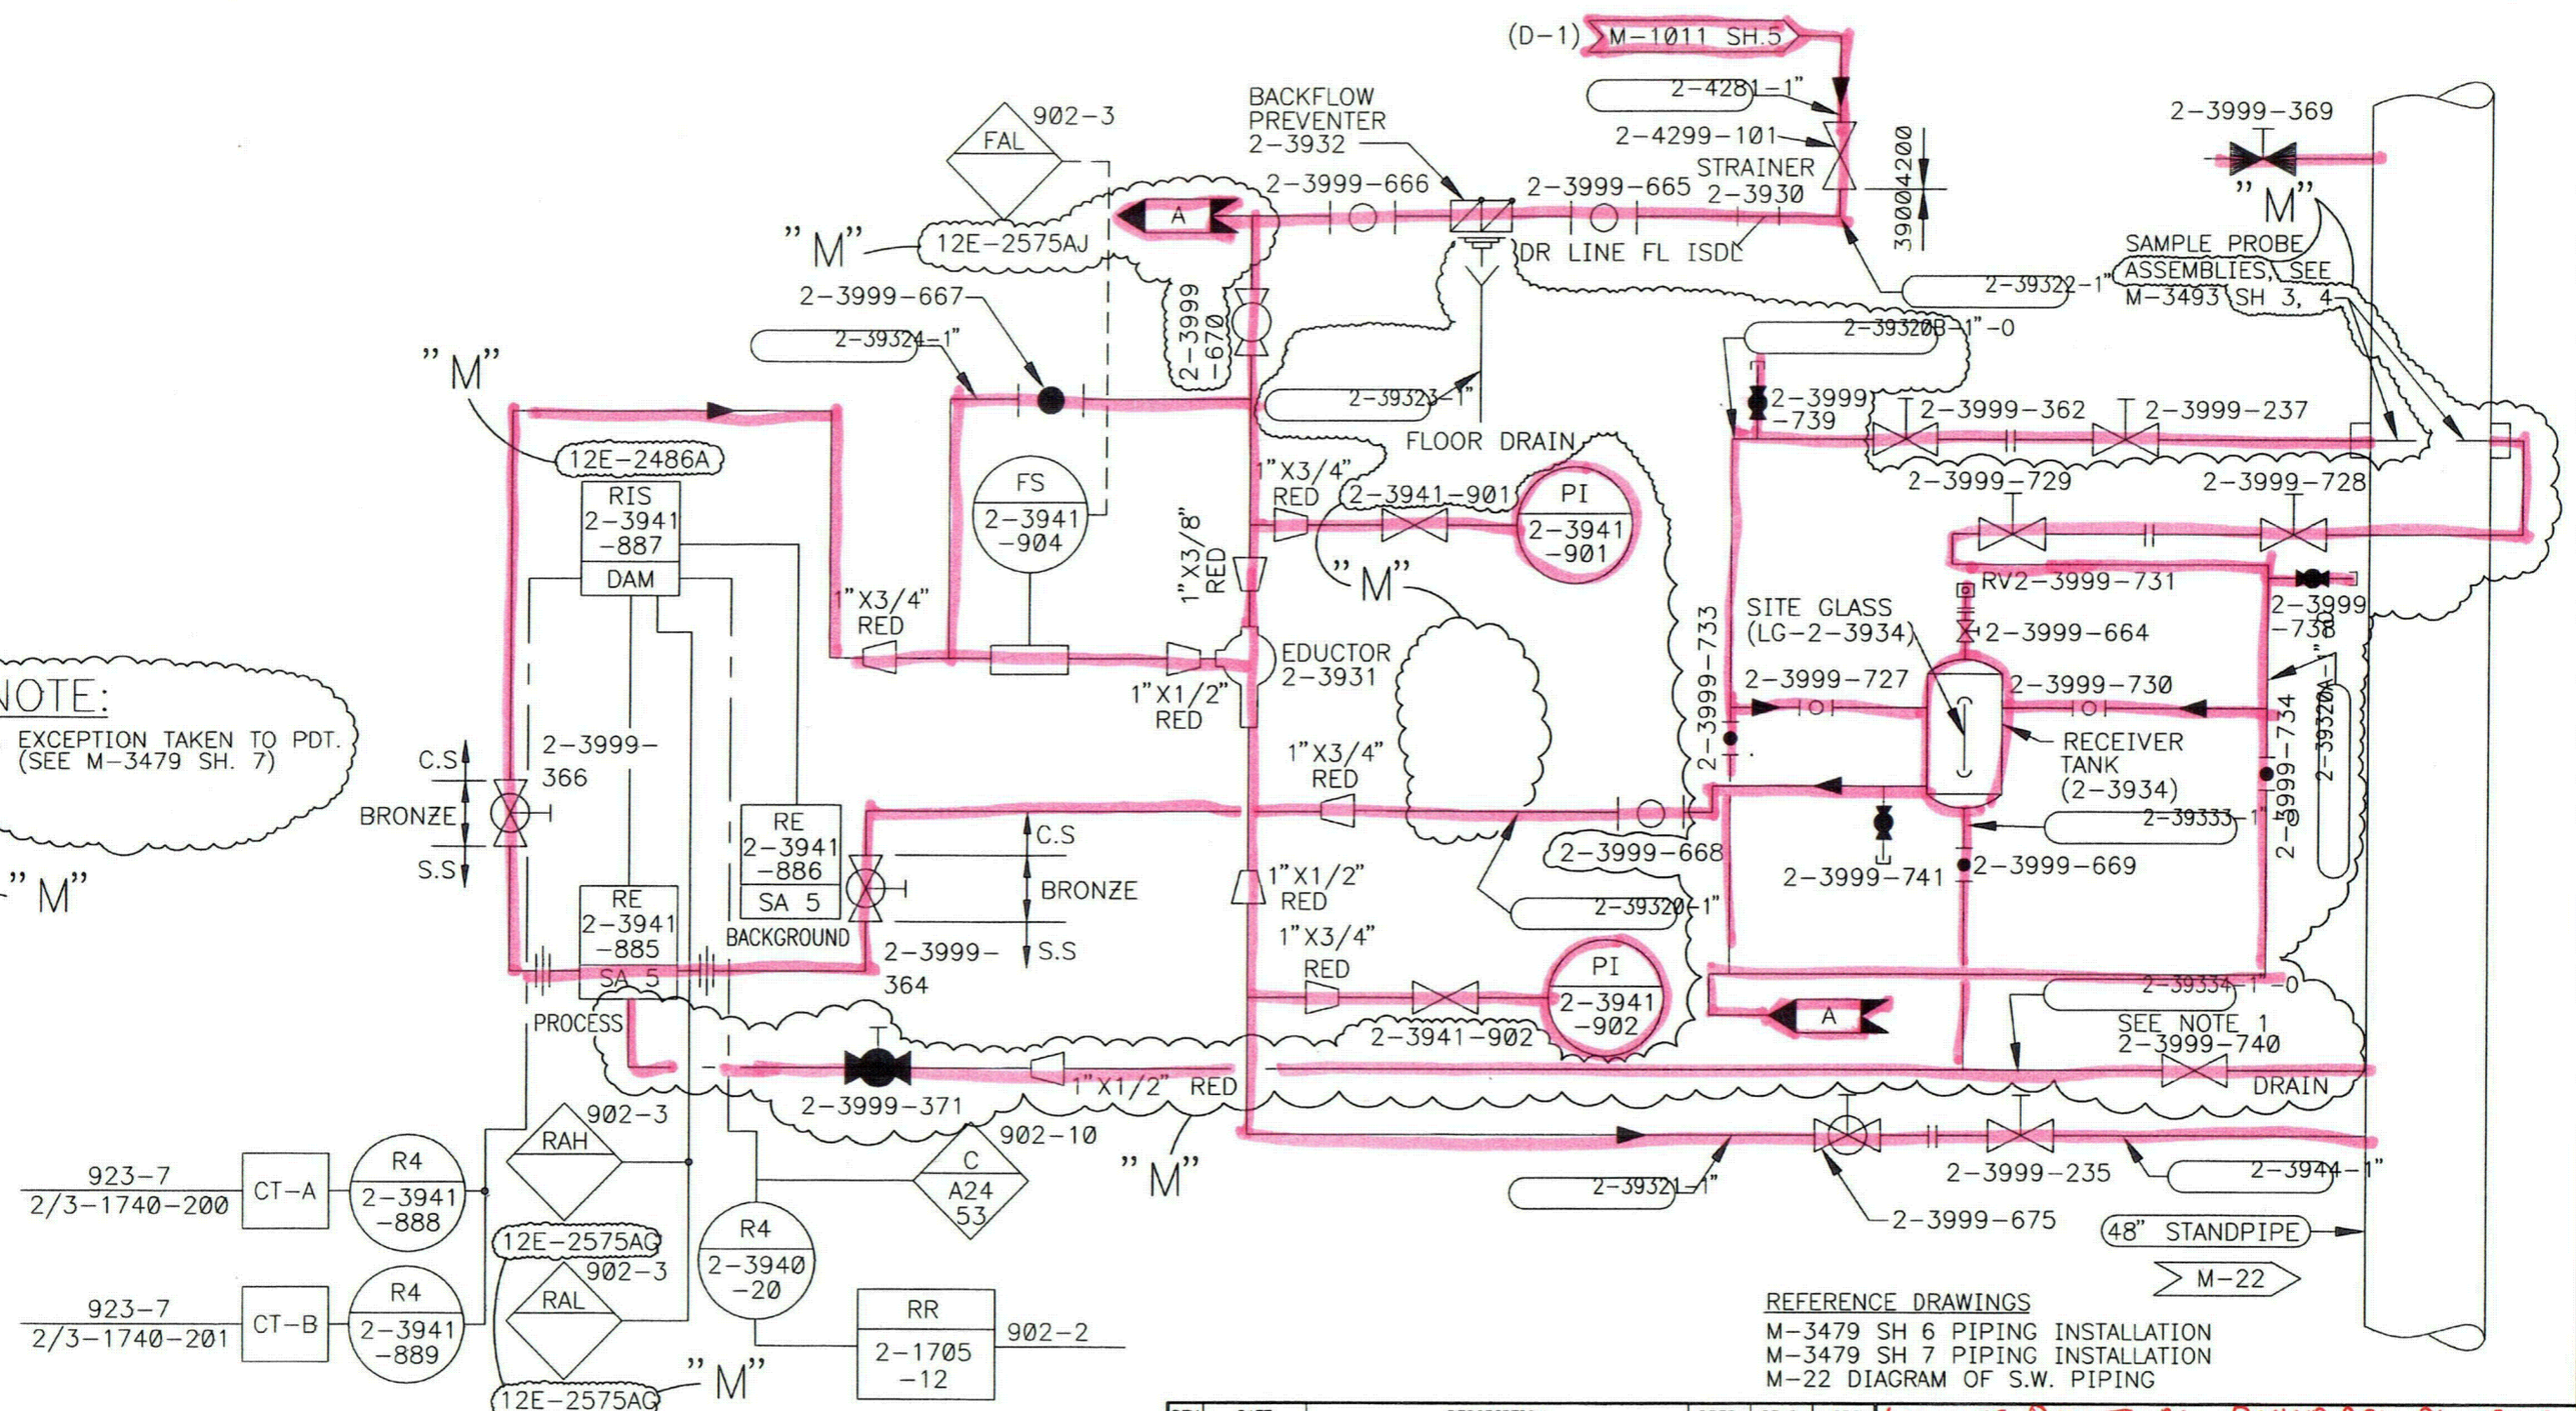 (D-1) M-1011 SH.5
2-4281-1"
2-4299-101
STRAINER
2-3930
4200
3900
BACKFLOW
PREVENTER
2-3932
902-3
FAL
2-3999-666
2-3999-665
A
"M"
12E-2575AJ
DR LINE FL ISDL
2-39322-1"
2-3999-369
"M"
SAMPLE PROBE
ASSEMBLIES, SEE
M-3493 SH 3, 4
2-3999-667
2-39324-1"
2-3999
-670
2-39320B-1"-0
2-39323-1"
FLOOR DRAIN
2-3999
-739
2-3999-362
2-3999-237
2-3999-729
2-3999-728
"M"
12E-2486A
RIS
2-3941
-887
DAM
FS
2-3941
-904
1"X3/4"
RED
2-3941-901
PI
2-3941
-901
1"X3/8"
RED
"M"
RV2-3999-731
2-3999
-738
SITE GLASS
(LG-2-3934)
2-3999-664
1"X3/4"
RED
EDUCTOR
2-3931
1"X1/2"
RED
2-3999-733
2-3999-727
2-3999-730
2-39320A-1"-0
2-3999-734
RECEIVER
TANK
(2-3934)
NOTE:
EXCEPTION TAKEN TO PDT.
(SEE M-3479 SH. 7)
"M"
C.S
BRONZE
S.S
2-3999-
366
RE
2-3941
-886
SA 5
BACKGROUND
C.S
BRONZE
S.S
2-3999-
364
1"X3/4"
RED
2-3999-668
2-39333-1"-0
2-3999-741
2-3999-669
1"X1/2"
RED
2-39320-1"
RE
2-3941
-885
SA 5
PROCESS
1"X3/4"
RED
PI
2-3941
-902
2-3941-902
A
2-39334-1"-0
SEE NOTE 1
2-3999-740
DRAIN
2-3999-371
1"X1/2" RED
"M"
902-3
RAH
902-10
C
A24
53
923-7
2/3-1740-200
CT-A
R4
2-3941
-888
12E-2575AG
902-3
RAL
923-7
2/3-1740-201
CT-B
R4
2-3941
-889
12E-2575AG
"M"
R4
2-3940
-20
RR
2-1705
-12
902-2
2-39321-1"
2-3999-675
2-3999-235
2-3944-1"
48" STANDPIPE
M-22
REFERENCE DRAWINGS
M-3479 SH 6 PIPING INSTALLATION
M-3479 SH 7 PIPING INSTALLATION
M-22 DIAGRAM OF S.W. PIPING